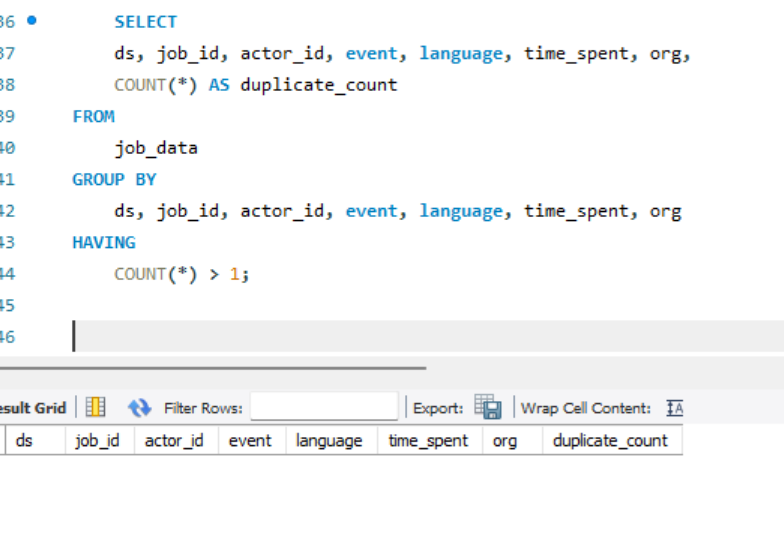 36 SELECT
37 ds, job_id, actor_id, event, language, time_spent, org,
38 COUNT(*) AS duplicate_count
39 FROM
40 job_data
41 GROUP BY
42 ds, job_id, actor_id, event, language, time_spent, org
43 HAVING
44 COUNT(*) > 1;
45
46
esult Grid Filter Rows: Export: Wrap Cell Content: IA
ds job_id actor_id event language time_spent org duplicate_count